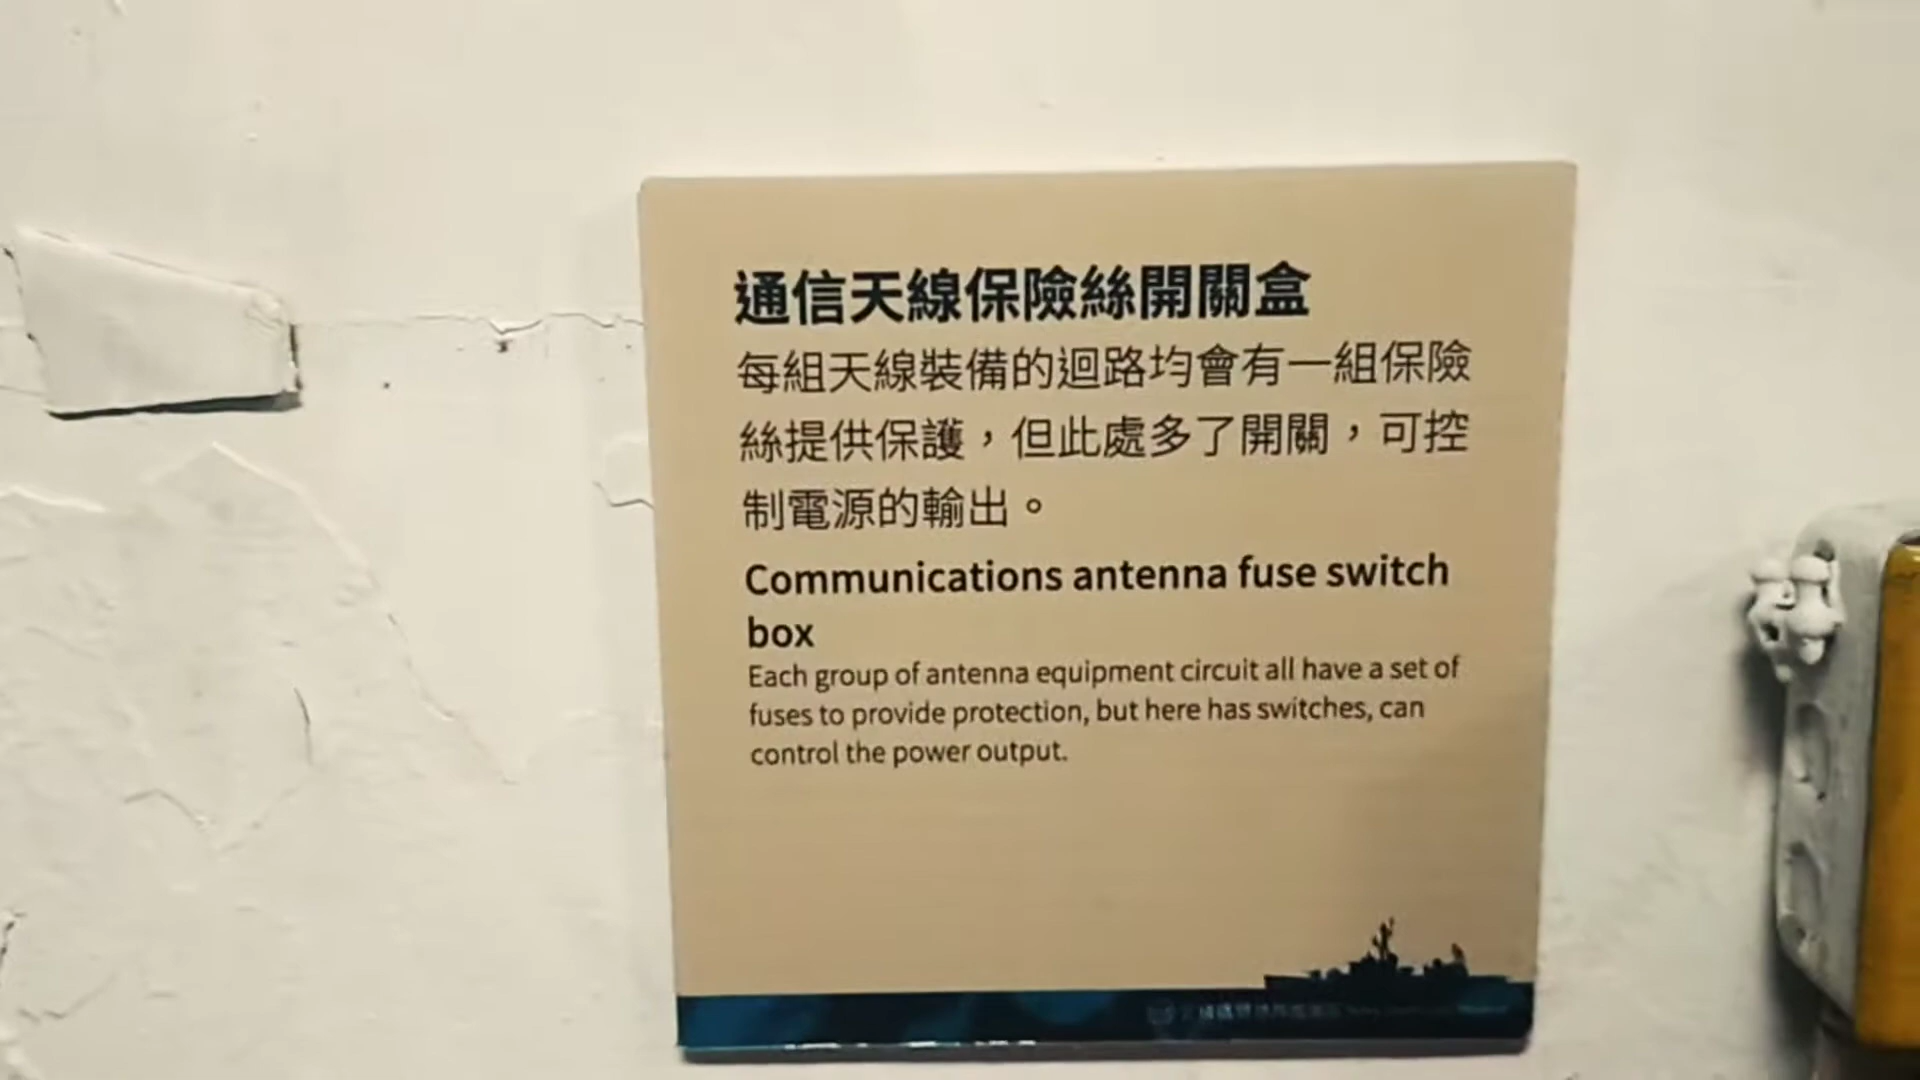 通信天線保險絲開關盒
每組天線裝備的迴路均會有一組保險
絲提供保護，但此處多了開關，可控
制電源的輸出。
Communications antenna fuse switch
box
Each group of antenna equipment circuit all have a set of
fuses to provide protection, but here has switches, can
control the power output.